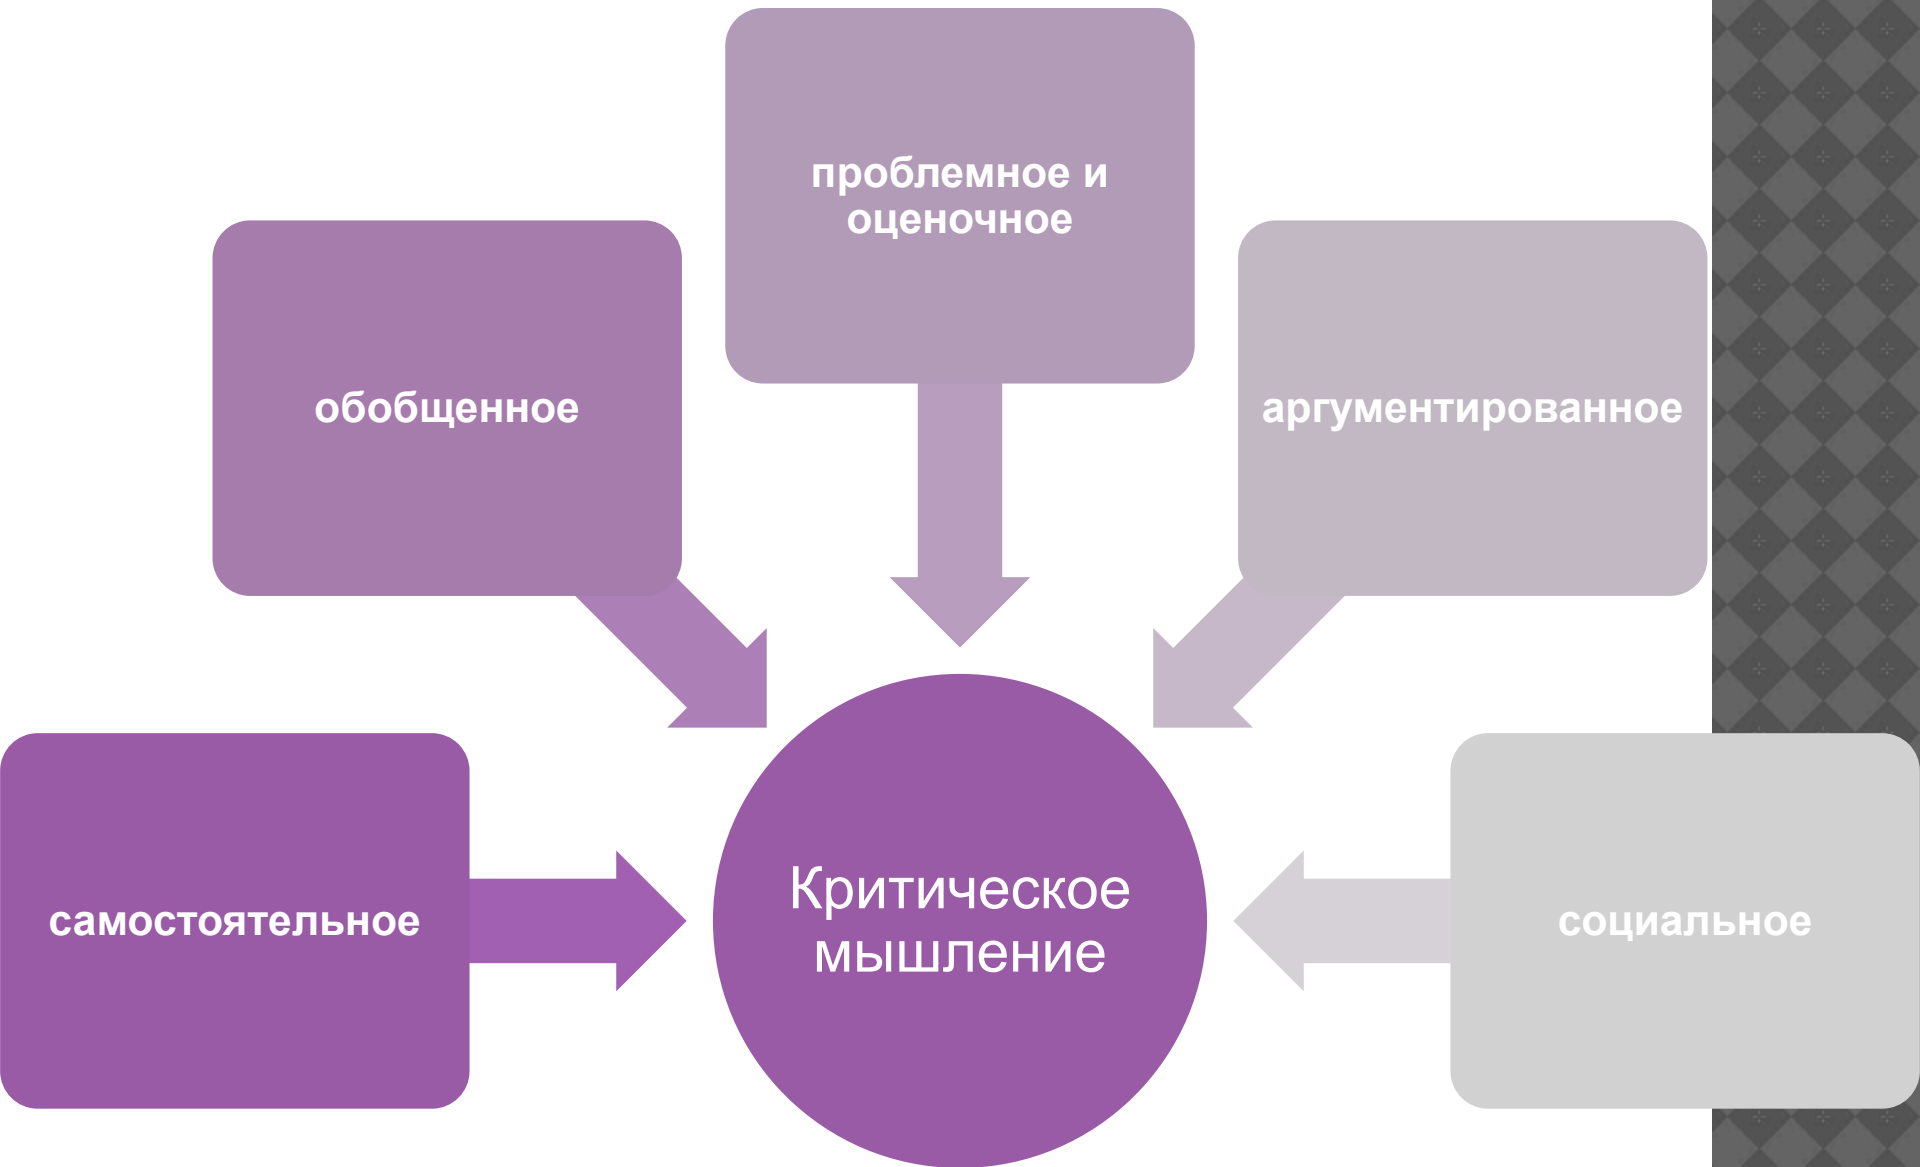 проблемное и
оценочное
обобщенное
аргументированное
самостоятельное
Критическое
мышление
социальное